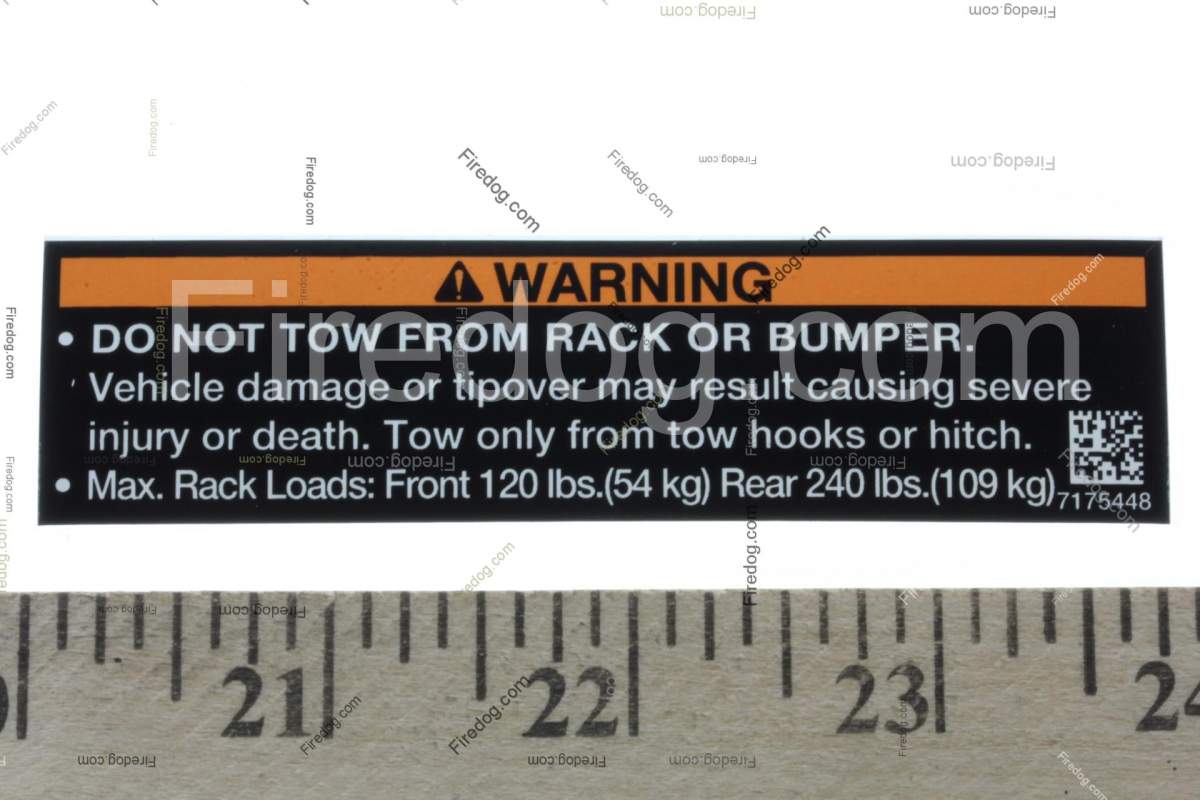 Firedog.com
WARNING
• DO NOT TOW FROM RACK OR BUMPER.
Vehicle damage or tipover may result causing severe
injury or death. Tow only from tow hooks or hitch.
• Max. Rack Loads: Front 120 lbs.(54 kg) Rear 240 lbs.(109 kg)
7175448
21 22 23